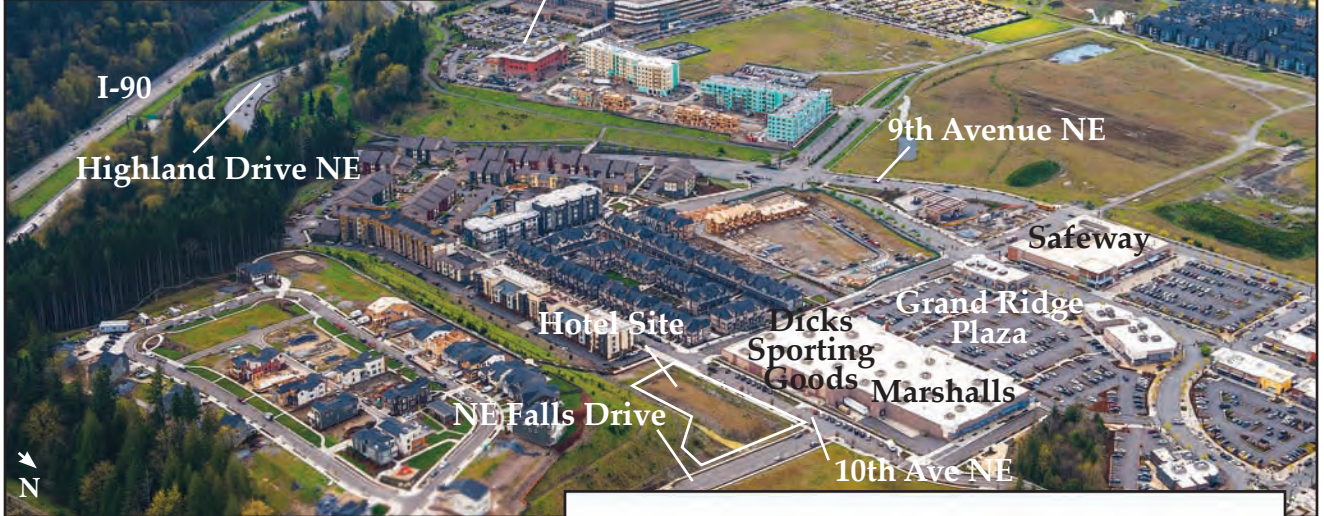 I-90
Highland Drive NE
9th Avenue NE
Safeway
Grand Ridge
Plaza
Hotel Site
Dicks
Sporting
Goods
Marshalls
NE Falls Drive
10th Ave NE
N